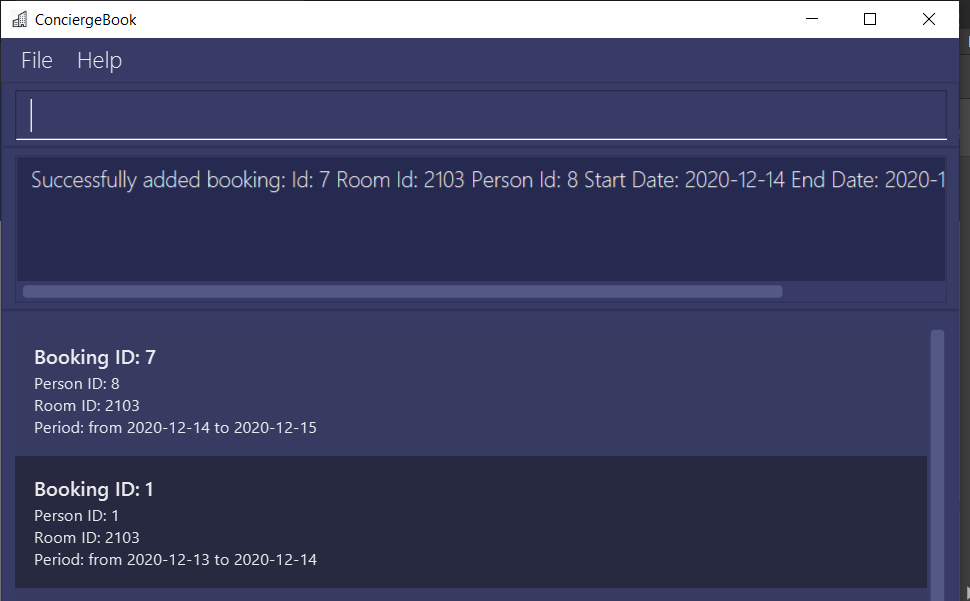 ConciergeBook
File Help
Successfully added booking: Id: 7 Room Id: 2103 Person Id: 8 Start Date: 2020-12-14 End Date: 2020-1
Booking ID: 7
Person ID: 8
Room ID: 2103
Period: from 2020-12-14 to 2020-12-15
Booking ID: 1
Person ID: 1
Room ID: 2103
Period: from 2020-12-13 to 2020-12-14